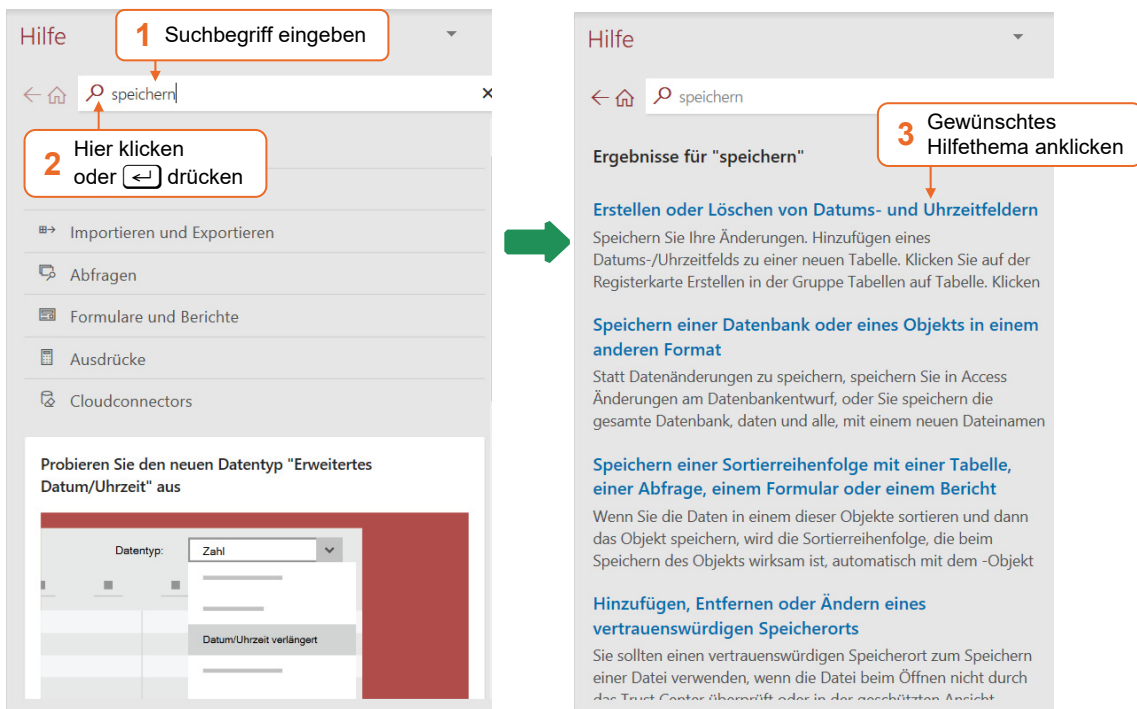 Hilfe
1 Suchbegriff eingeben
speichern
2 Hier klicken
oder ↵ drücken
Importieren und Exportieren
Abfragen
Formulare und Berichte
Ausdrücke
Cloudconnectors
Probieren Sie den neuen Datentyp "Erweitertes
Datum/Uhrzeit" aus
Datentyp: Zahl
Datum/Uhrzeit verlängert
Hilfe
speichern
3 Gewünschtes
Hilfethema anklicken
Ergebnisse für "speichern"
Erstellen oder Löschen von Datums- und Uhrzeitfeldern
Speichern Sie Ihre Änderungen. Hinzufügen eines
Datums-/Uhrzeitfelds zu einer neuen Tabelle. Klicken Sie auf der
Registerkarte Erstellen in der Gruppe Tabellen auf Tabelle. Klicken
Speichern einer Datenbank oder eines Objekts in einem
anderen Format
Statt Datenänderungen zu speichern, speichern Sie in Access
Änderungen am Datenbankentwurf, oder Sie speichern die
gesamte Datenbank, daten und alle, mit einem neuen Dateinamen
Speichern einer Sortierreihenfolge mit einer Tabelle,
einer Abfrage, einem Formular oder einem Bericht
Wenn Sie die Daten in einem dieser Objekte sortieren und dann
das Objekt speichern, wird die Sortierreihenfolge, die beim
Speichern des Objekts wirksam ist, automatisch mit dem -Objekt
Hinzufügen, Entfernen oder Ändern eines
vertrauenswürdigen Speicherorts
Sie sollten einen vertrauenswürdigen Speicherort zum Speichern
einer Datei verwenden, wenn die Datei beim Öffnen nicht durch
das Trust Center überprüft oder in der geschützten Ansicht